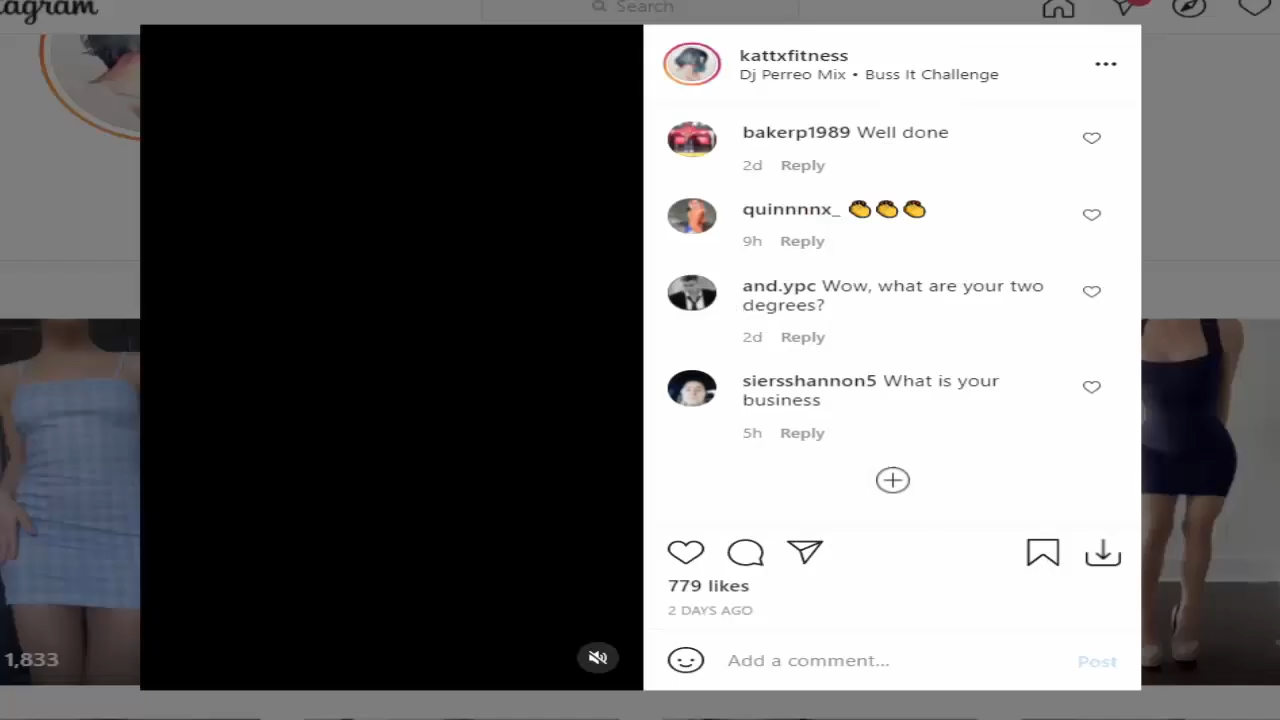 tagram
Search
kattxfitness
Dj Perreo Mix • Buss It Challenge
bakerp1989 Well done
2d Reply
quinnnnx_ 👏👏👏
9h Reply
and.ypc Wow, what are your two
degrees?
2d Reply
siersshannon5 What is your
business
5h Reply
779 likes
2 DAYS AGO
Add a comment...
Post
1,833